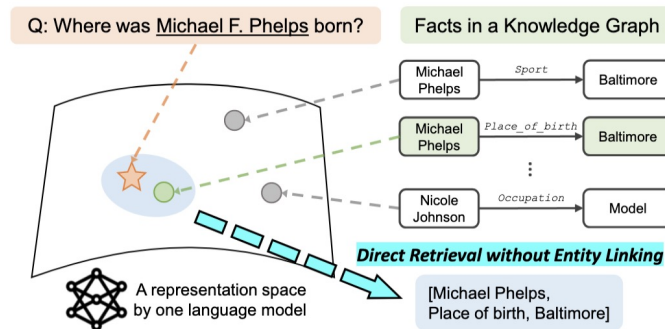 Q: Where was Michael F. Phelps born?
Facts in a Knowledge Graph
Michael
Phelps
Sport
Baltimore
Michael
Phelps
Place_of_birth
Baltimore
⋮
Nicole
Johnson
Occupation
Model
Direct Retrieval without Entity Linking
A representation space
by one language model
[Michael Phelps,
Place of birth, Baltimore]